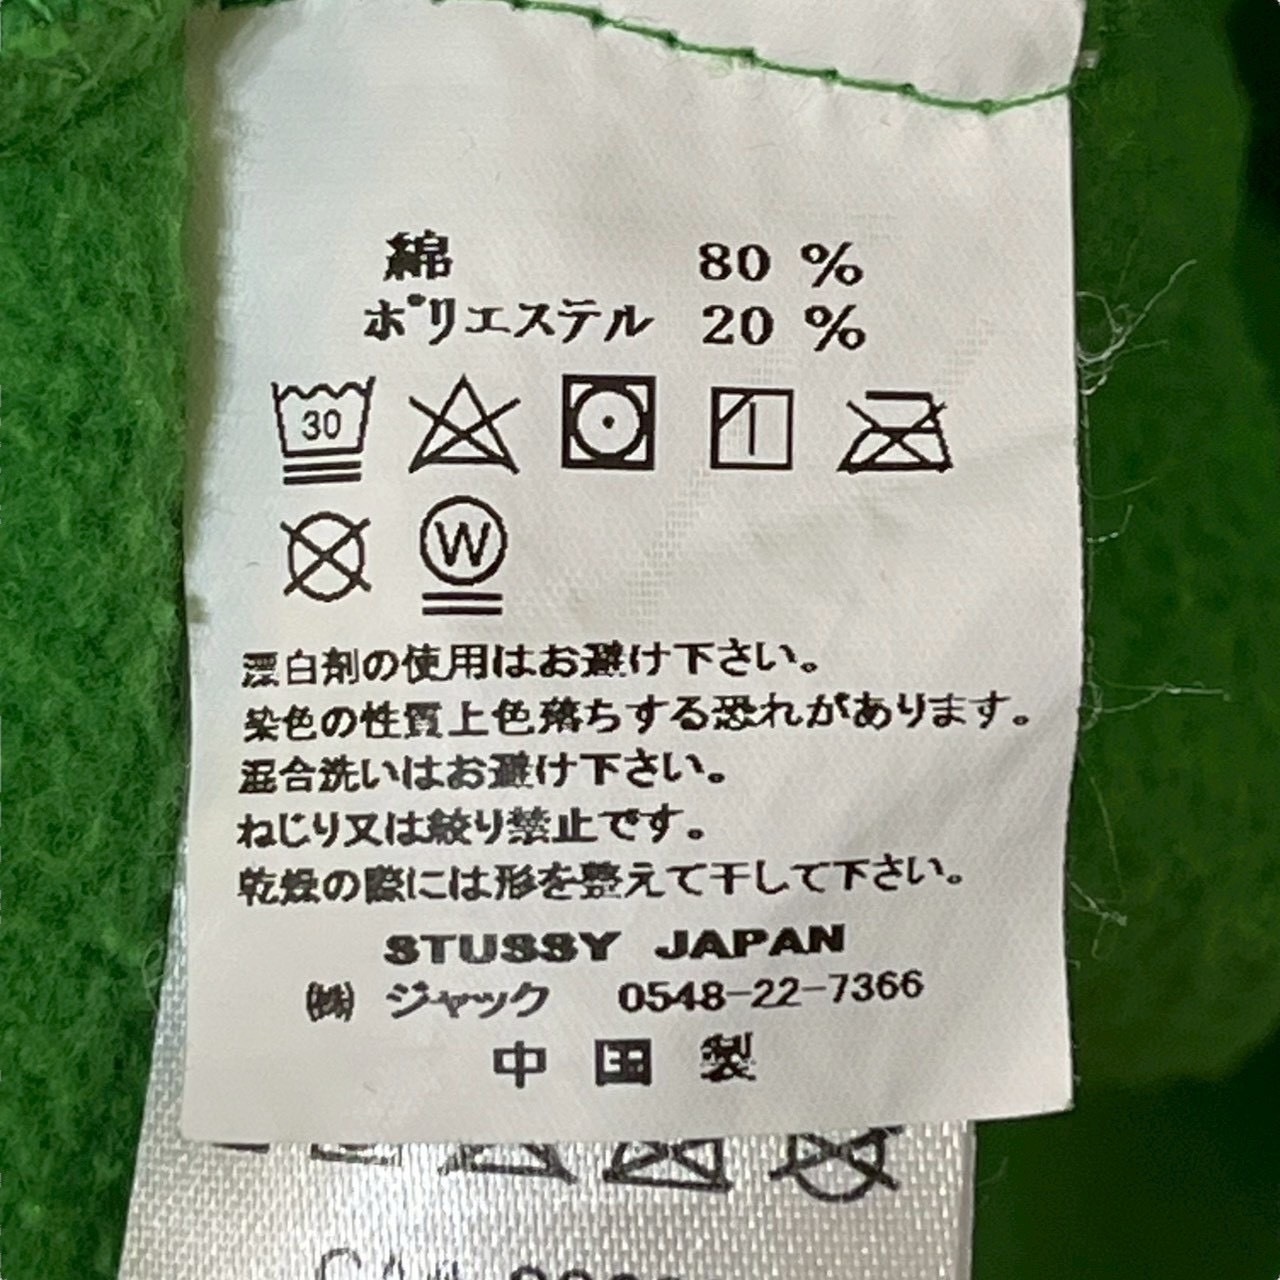 綿 80 %
ポリエステル 20 %
30
W
漂白剤の使用はお避け下さい。
染色の性質上色落ちする恐れがあります。
混合洗いはお避け下さい。
ねじり又は絞り禁止です。
乾燥の際には形を整えて干して下さい。
STUSSY JAPAN
㈱ ジャック 0548-22-7366
中国製